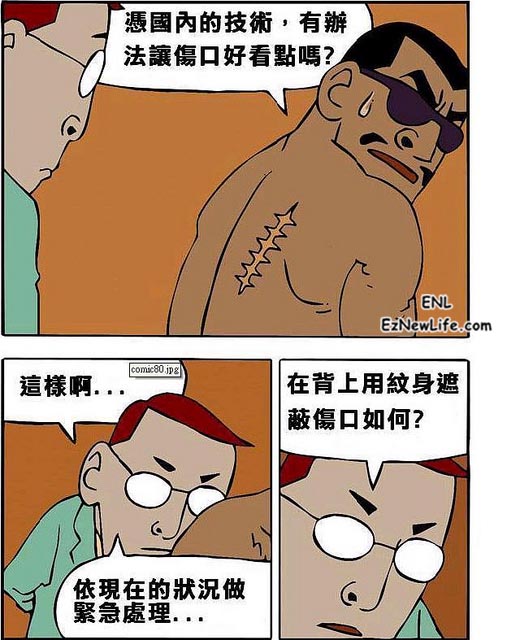 憑國內的技術，有辦
法讓傷口好看點嗎?
ENL
EzNewLife.com
這樣啊...
comic80.jpg
依現在的狀況做
緊急處理...
在背上用紋身遮
蔽傷口如何?